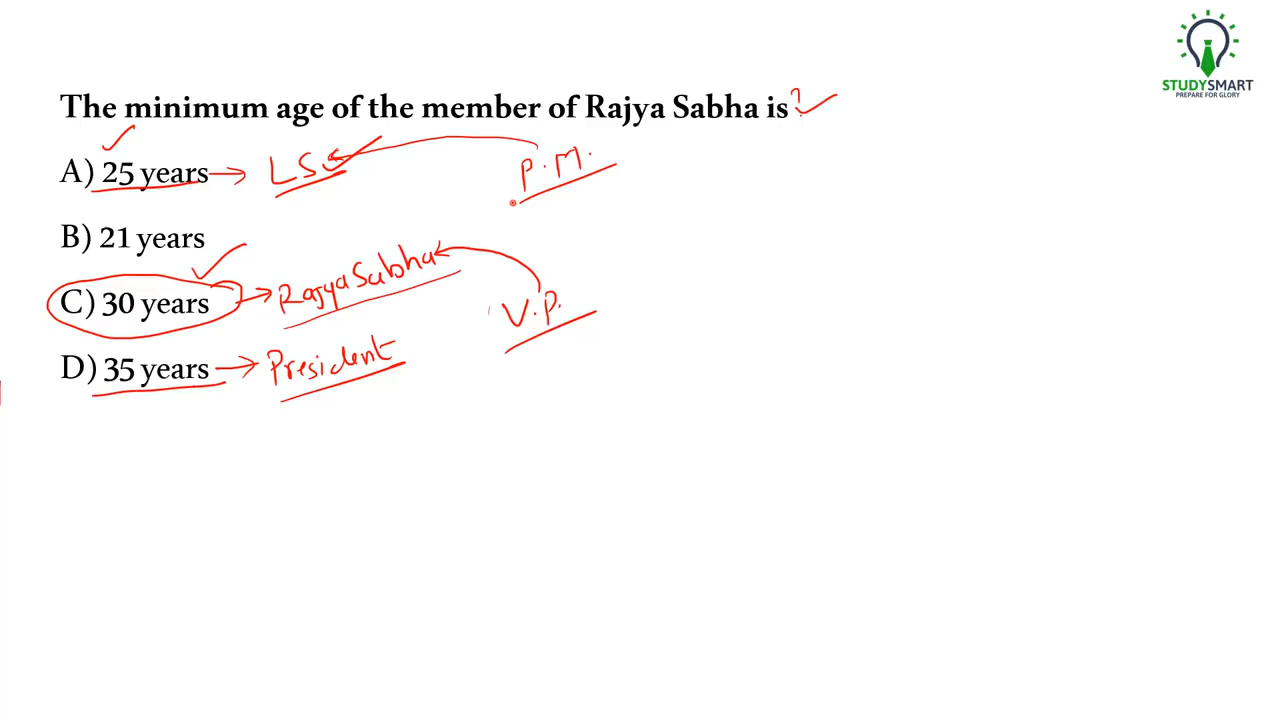 STUDYSMART
PREPARE FOR GLORY
The minimum age of the member of Rajya Sabha is?
A) 25 years → LS
P.M.
B) 21 years
C) 30 years → Rajya Sabha
V.P.
D) 35 years → President